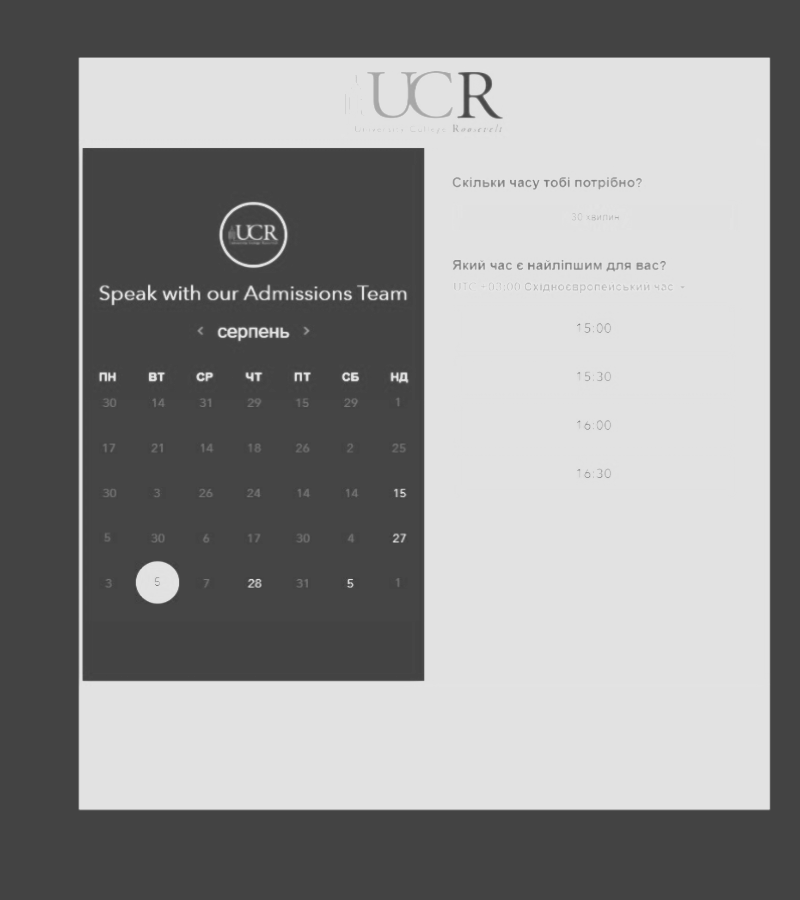 UCR
University College Roosevelt
UCR
Speak with our Admissions Team
< серпень >
ПН ВТ СР ЧТ ПТ СБ НД
30 14 31 29 15 29 1
17 21 14 18 26 2 25
30 3 26 24 14 14 15
5 30 6 17 30 4 27
3 5 7 28 31 5 1
Скільки часу тобі потрібно?
30 хвилин
Який час є найліпшим для вас?
UTC +03:00 Східноєвропейський час
15:00
15:30
16:00
16:30